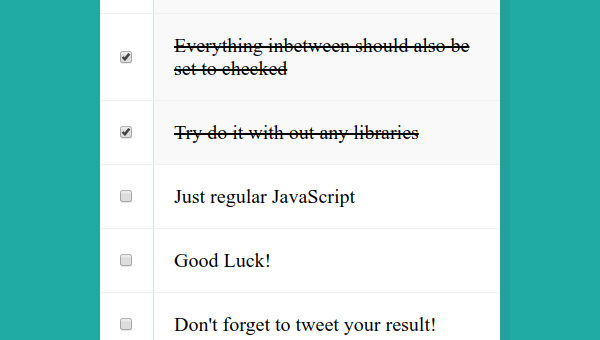 Everything inbetween should also be
set to checked
Try do it with out any libraries
Just regular JavaScript
Good Luck!
Don't forget to tweet your result!